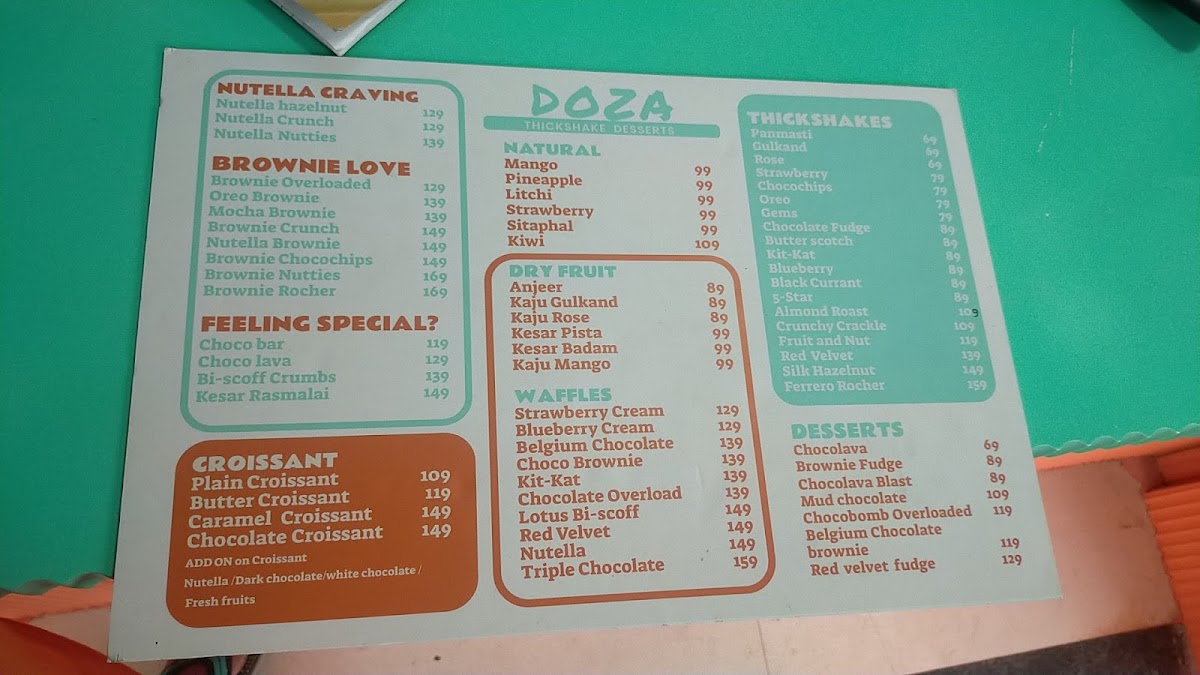 NUTELLA CRAVING
Nutella hazelnut 129
Nutella Crunch 129
Nutella Nutties 139
BROWNIE LOVE
Brownie Overloaded 129
Oreo Brownie 139
Mocha Brownie 139
Brownie Crunch 149
Nutella Brownie 149
Brownie Chocochips 149
Brownie Nutties 169
Brownie Rocher 169
FEELING SPECIAL?
Choco bar 119
Choco lava 129
Bi-scoff Crumbs 139
Kesar Rasmalai 149
CROISSANT
Plain Croissant 109
Butter Croissant 119
Caramel Croissant 149
Chocolate Croissant 149
ADD ON on Croissant
Nutella /Dark chocolate/white chocolate /
Fresh fruits
DOZA
THICKSHAKE DESSERTS
NATURAL
Mango 99
Pineapple 99
Litchi 99
Strawberry 99
Sitaphal 99
Kiwi 109
DRY FRUIT
Anjeer 89
Kaju Gulkand 89
Kaju Rose 89
Kesar Pista 99
Kesar Badam 99
Kaju Mango 99
WAFFLES
Strawberry Cream 129
Blueberry Cream 129
Belgium Chocolate 139
Choco Brownie 139
Kit-Kat 139
Chocolate Overload 139
Lotus Bi-scoff 149
Red Velvet 149
Nutella 149
Triple Chocolate 159
THICKSHAKES
Panmasti 69
Gulkand 69
Rose 69
Strawberry 79
Chocochips 79
Oreo 79
Gems 79
Chocolate Fudge 89
Butter scotch 89
Kit-Kat 89
Blueberry 89
Black Currant 89
5-Star 89
Almond Roast 109
Crunchy Crackle 109
Fruit and Nut 119
Red Velvet 139
Silk Hazelnut 149
Ferrero Rocher 159
DESSERTS
Chocolava 69
Brownie Fudge 89
Chocolava Blast 89
Mud chocolate 109
Chocobomb Overloaded 119
Belgium Chocolate
brownie 119
Red velvet fudge 129